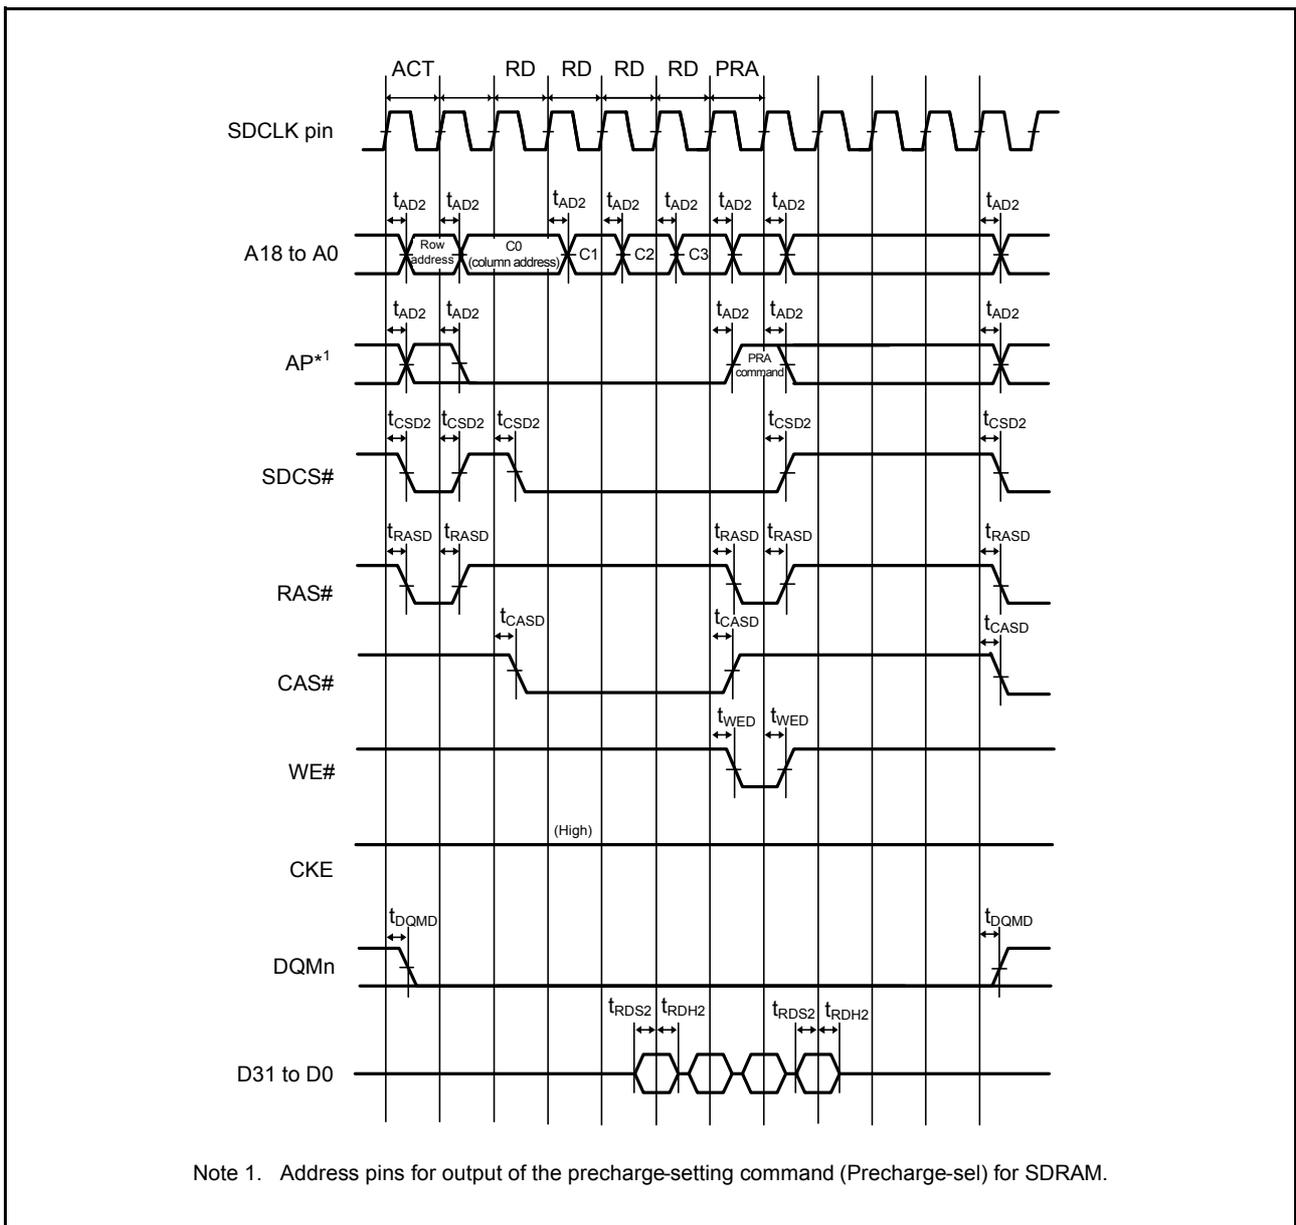 ACT RD RD RD RD PRA
SDCLK pin
tAD2 tAD2 tAD2 tAD2 tAD2 tAD2 tAD2 tAD2
A18 to A0
Row address
C0 (column address)
C1
C2
C3
tAD2 tAD2 tAD2 tAD2 tAD2
AP*1
PRA command
tCSD2 tCSD2 tCSD2 tCSD2 tCSD2
SDCS#
tRASD tRASD tRASD tRASD tRASD
RAS#
tCASD tCASD tCASD
CAS#
tWED tWED
WE#
(High)
CKE
tDQMD tDQMD
DQMn
tRDS2 tRDH2 tRDS2 tRDH2
D31 to D0
Note 1. Address pins for output of the precharge-setting command (Precharge-sel) for SDRAM.